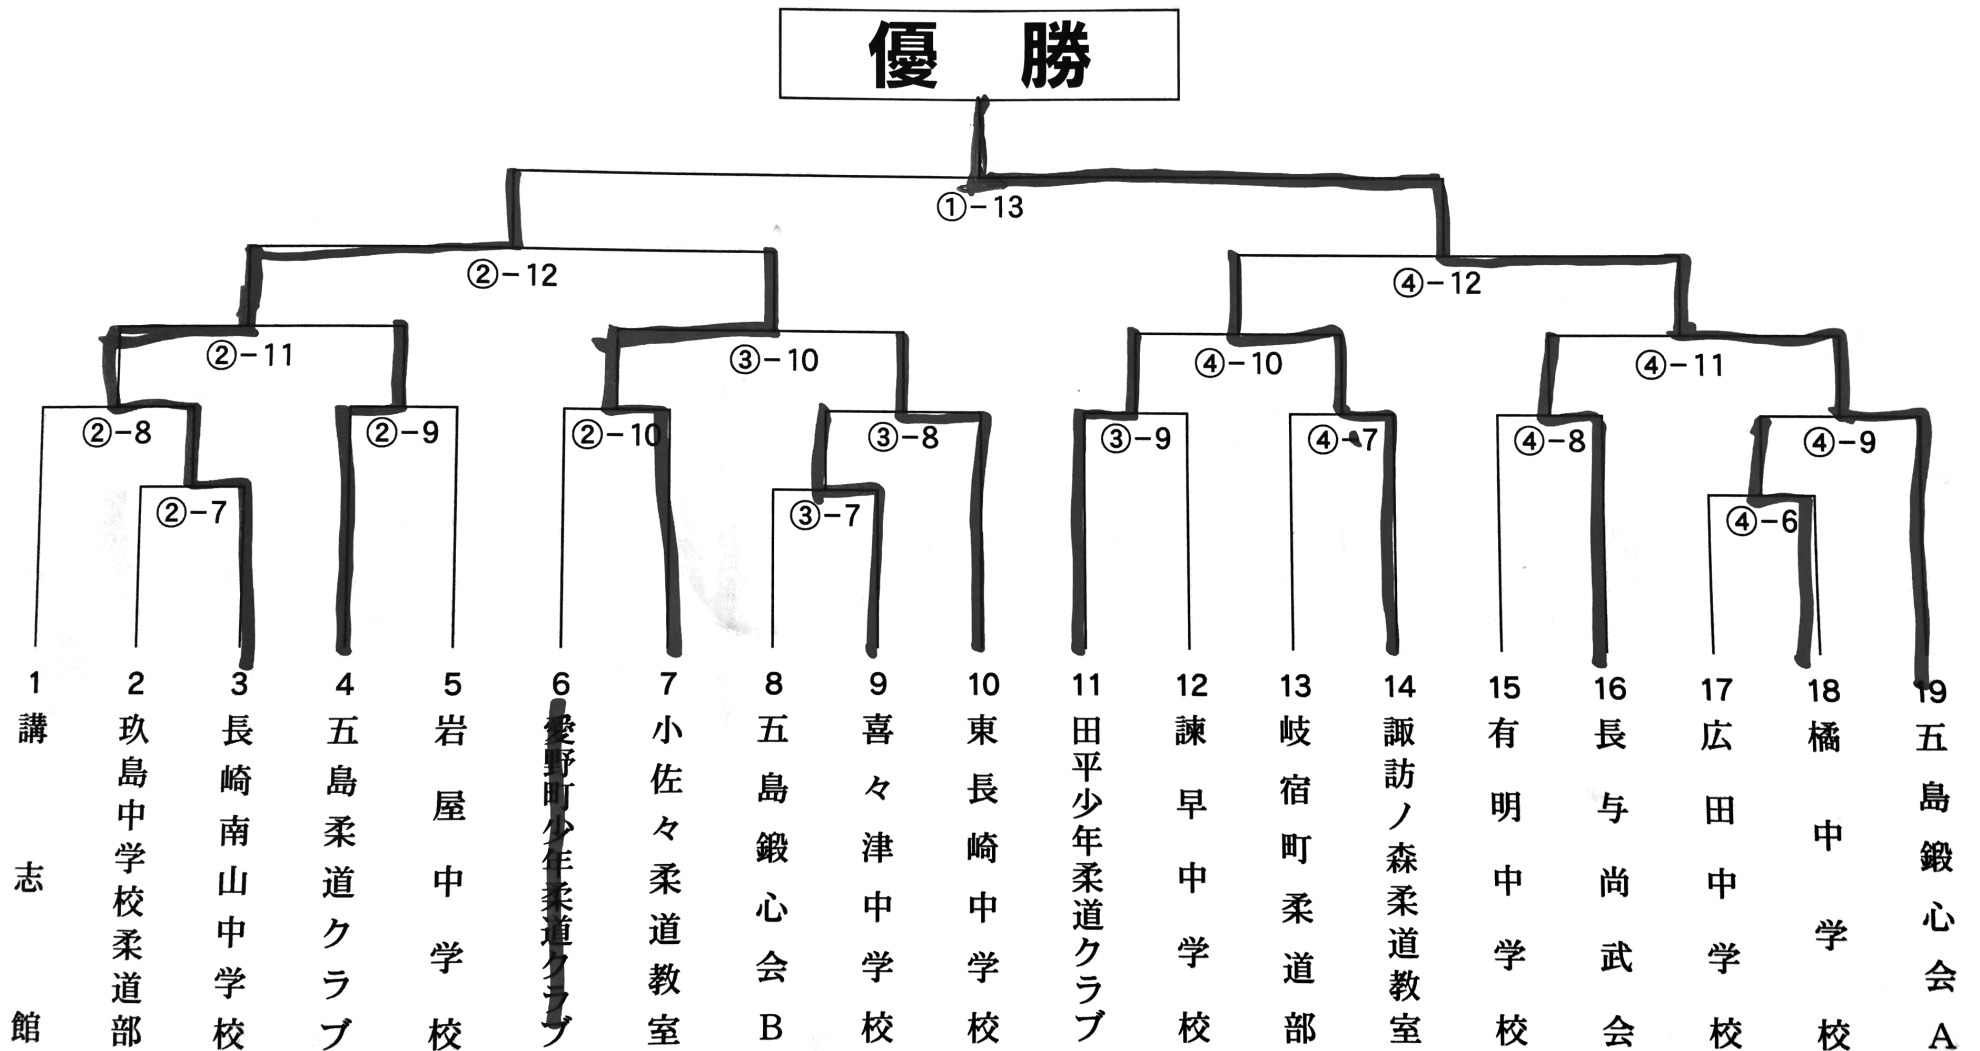 優 勝
①-13
②-12
④-12
②-11
③-10
④-10
④-11
②-8
②-9
②-10
③-8
③-9
④-7
④-8
④-9
②-7
③-7
④-6
1 講志館
2 玖島中学校柔道部
3 長崎南山中学校
4 五島柔道クラブ
5 岩屋中学校
6 愛野町少年柔道クラブ
7 小佐々柔道教室
8 五島鍛心会B
9 喜々津中学校
10 東長崎中学校
11 田平少年柔道クラブ
12 諫早中学校
13 岐宿町柔道部
14 諏訪ノ森柔道教室
15 有明中学校
16 長与尚武会
17 広田中学校
18 橘中学校
19 五島鍛心会A